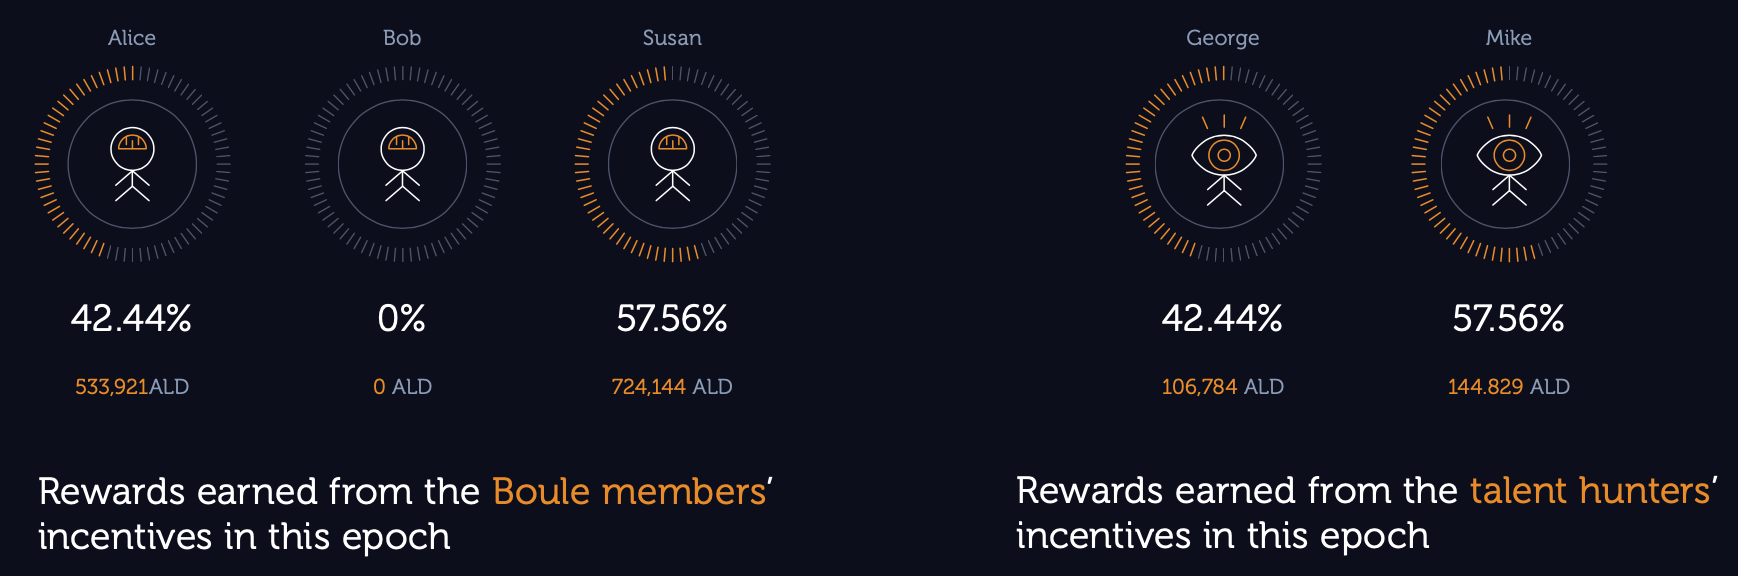 Alice Bob Susan George Mike
42.44% 0% 57.56% 42.44% 57.56%
533,921ALD 0 ALD 724,144 ALD 106,784 ALD 144.829 ALD
Rewards earned from the Boule members’
incentives in this epoch
Rewards earned from the talent hunters’
incentives in this epoch